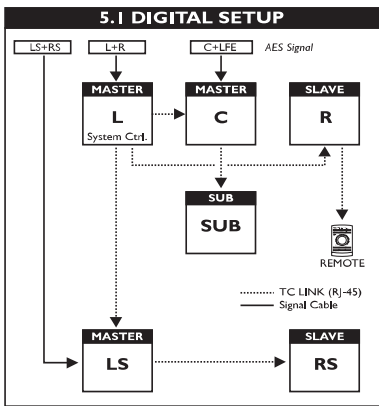 5.1 DIGITAL SETUP
LS+RS L+R C+LFE AES Signal
MASTER MASTER SLAVE
L C R
System Ctrl.
SUB
SUB
REMOTE
TC LINK (RJ-45)
Signal Cable
MASTER SLAVE
LS RS